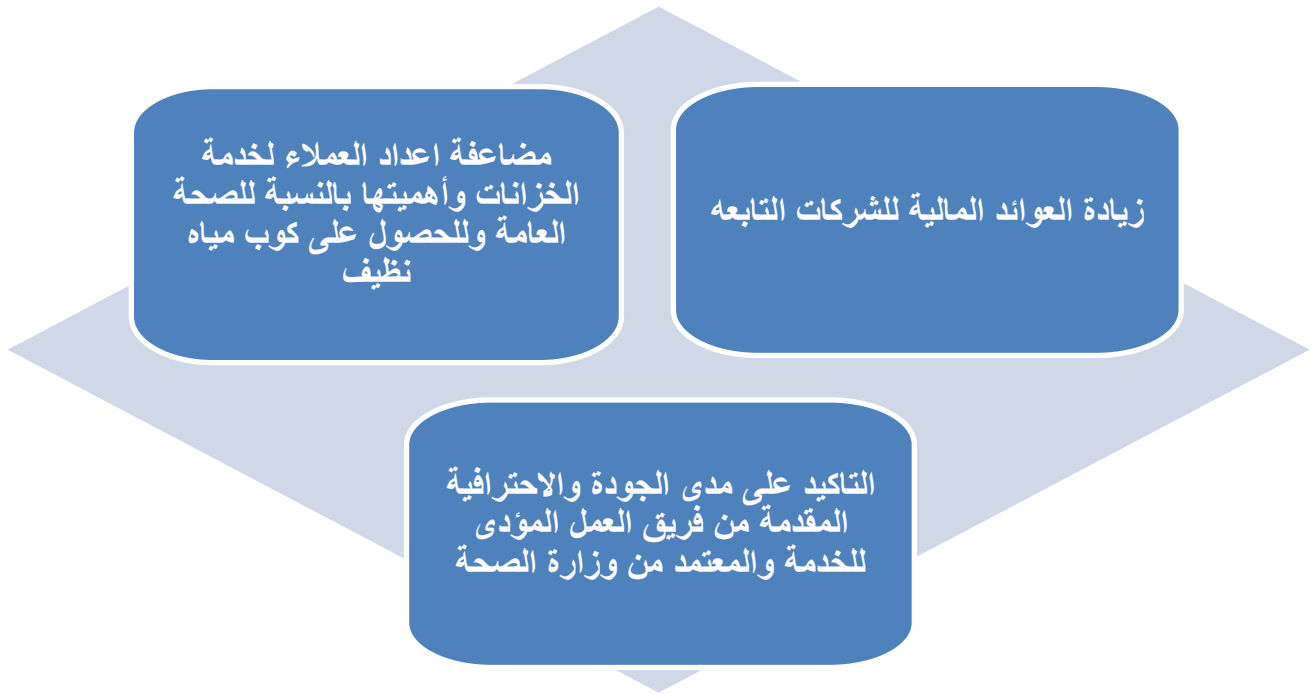 زيادة العوائد المالية للشركات التابعه
مضاعفة اعداد العملاء لخدمة
الخزانات وأهميتها بالنسبة للصحة
العامة وللحصول على كوب مياه
نظيف
التاكيد على مدى الجودة والاحترافية
المقدمة من فريق العمل المؤدى
للخدمة والمعتمد من وزارة الصحة